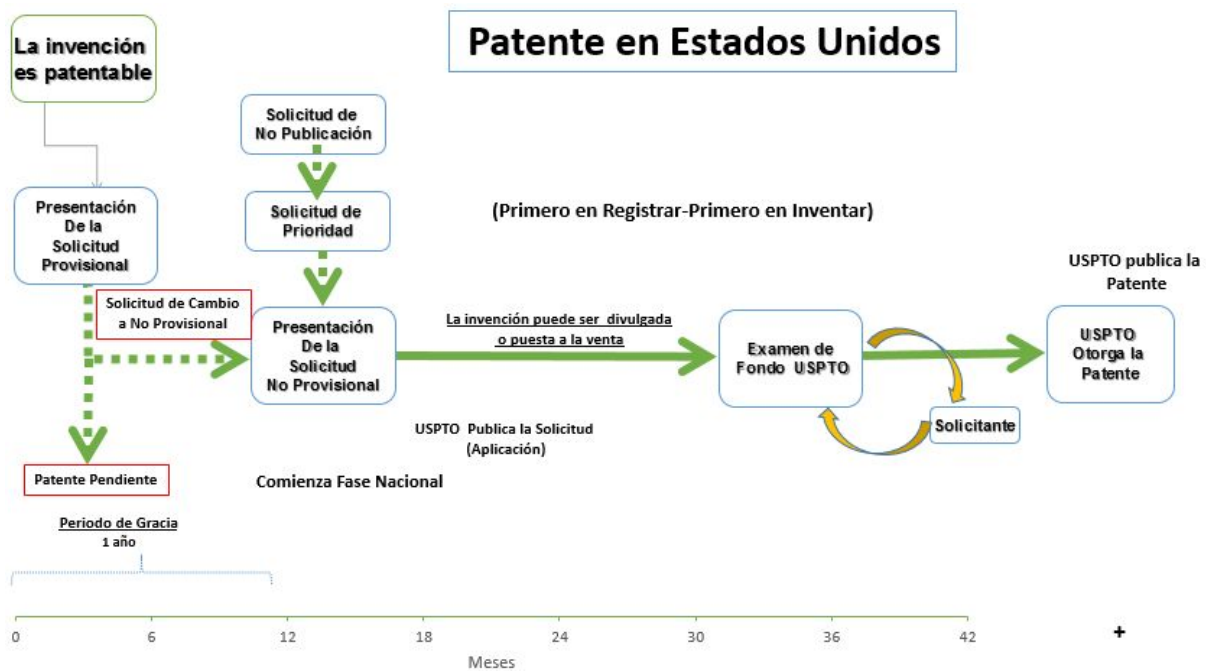 La invención
es patentable
Patente en Estados Unidos
Solicitud de
No Publicación
Presentación
De la
Solicitud
Provisional
Solicitud de
Prioridad
(Primero en Registrar-Primero en Inventar)
USPTO publica la
Patente
Solicitud de Cambio
a No Provisional
Presentación
De la
Solicitud
No Provisional
La invención puede ser divulgada
o puesta a la venta
Examen de
Fondo USPTO
USPTO
Otorga la
Patente
Solicitante
USPTO Publica la Solicitud
(Aplicación)
Patente Pendiente
Comienza Fase Nacional
Periodo de Gracia
1 año
0 6 12 18 24 30 36 42 +
Meses